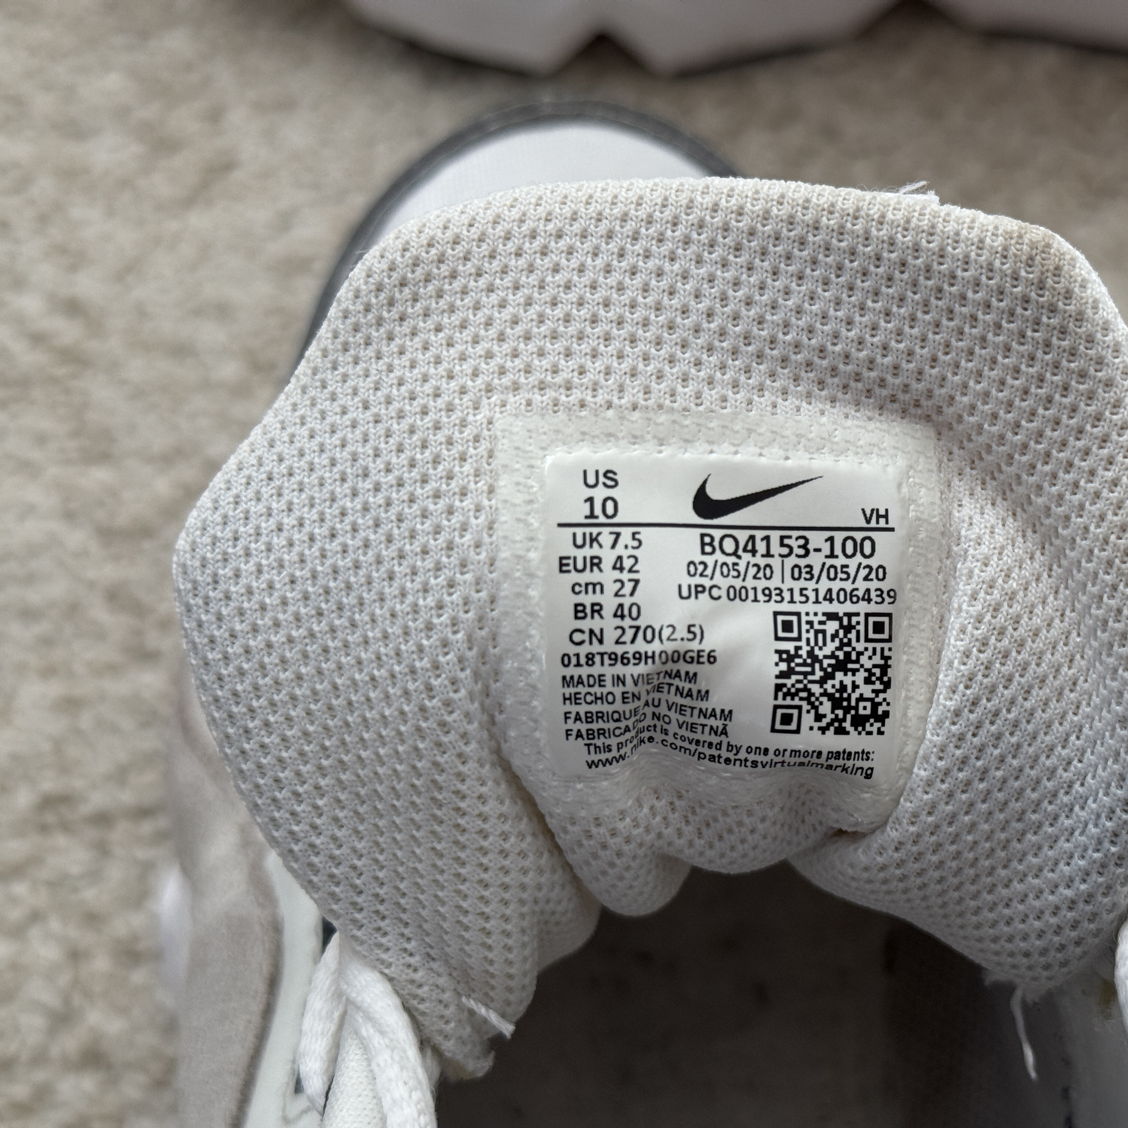 US
10
VH
UK 7.5
EUR 42
cm 27
BR 40
CN 270(2.5)
BQ4153-100
02/05/20 | 03/05/20
UPC 00193151406439
018T969H00GE6
MADE IN VIETNAM
HECHO EN VIETNAM
FABRIQUE AU VIETNAM
FABRICADO NO VIETNÃ
This product is covered by one or more patents:
www.nike.com/patentsvirtualmarking